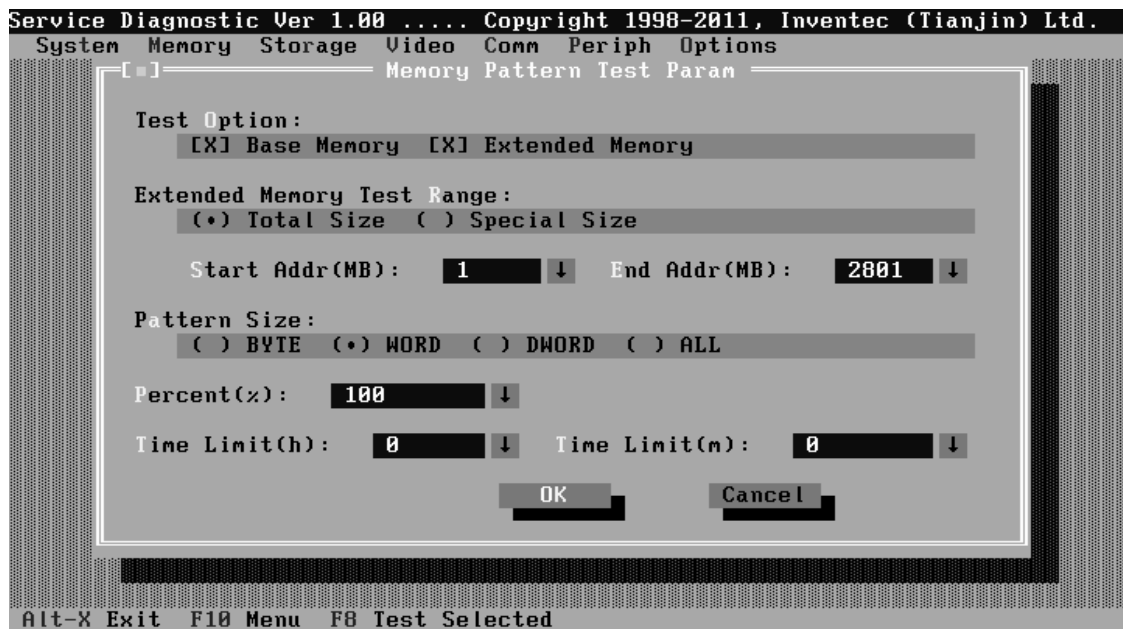 Service Diagnostic Ver 1.00 ..... Copyright 1998-2011, Inventec (Tianjin) Ltd.
System Memory Storage Video Comm Periph Options
[■] Memory Pattern Test Param
Test Option:
[X] Base Memory [X] Extended Memory
Extended Memory Test Range:
(•) Total Size ( ) Special Size
Start Addr(MB): 1 ↓ End Addr(MB): 2801 ↓
Pattern Size:
( ) BYTE (•) WORD ( ) DWORD ( ) ALL
Percent(%): 100 ↓
Time Limit(h): 0 ↓ Time Limit(m): 0 ↓
OK Cancel
Alt-X Exit F10 Menu F8 Test Selected